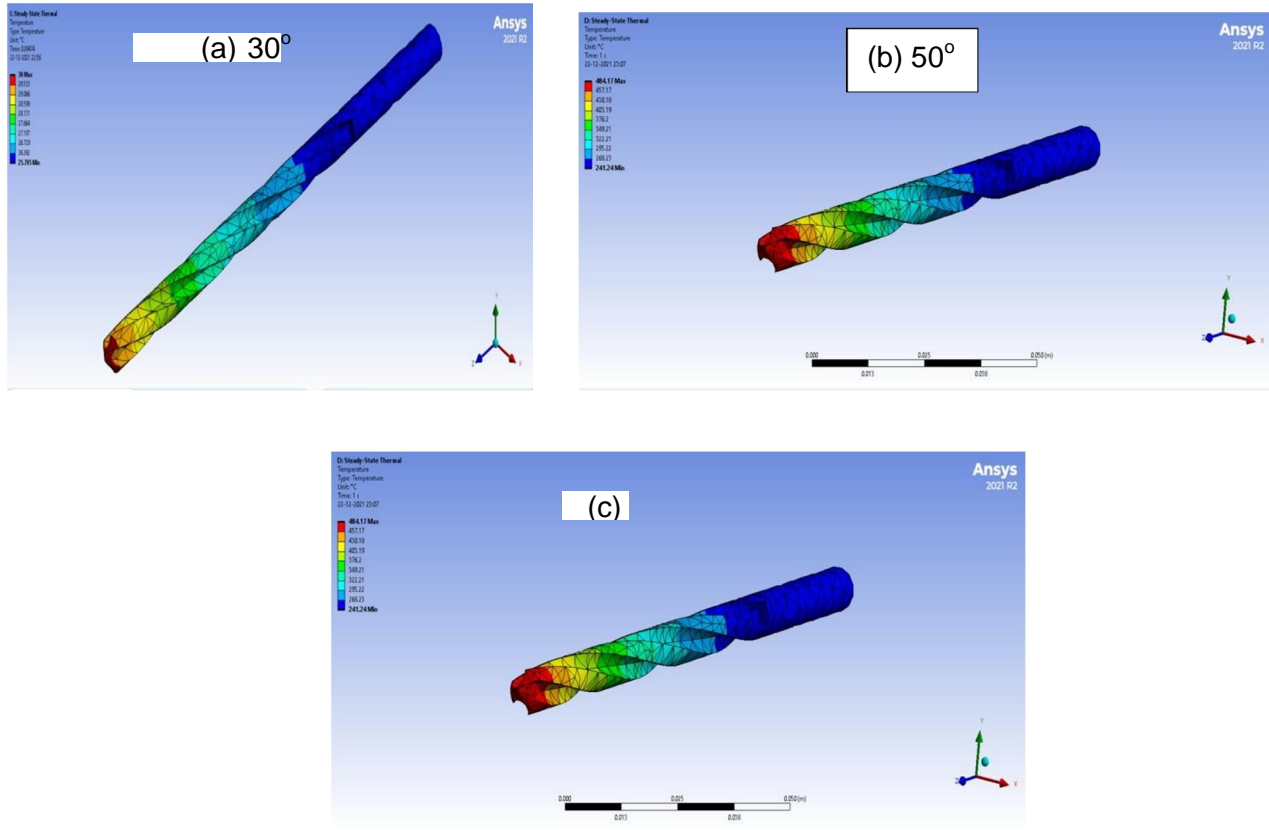 C: Steady-State Thermal
Temperature
Type: Temperature
Unit: °C
Ansys
2021 R2
(a) 30°
25.795 Min
D: Steady-State Thermal
Temperature
Type: Temperature
Unit: °C
Time: 1 s
22-12-2021 23:07
484.17 Max
457.17
430.18
403.19
376.2
349.21
322.21
295.22
268.23
241.24 Min
(b) 50°
Ansys
2021 R2
Y
Z
X
Y
Z
X
0.000
0.025
0.050 (m)
0.013
0.038
D: Steady-State Thermal
Temperature
Type: Temperature
Unit: °C
Time: 1 s
22-12-2021 23:07
484.17 Max
457.17
430.18
403.19
376.2
349.21
322.21
295.22
268.23
241.24 Min
(c)
Ansys
2021 R2
Y
Z
X
0.000
0.025
0.050 (m)
0.013
0.038